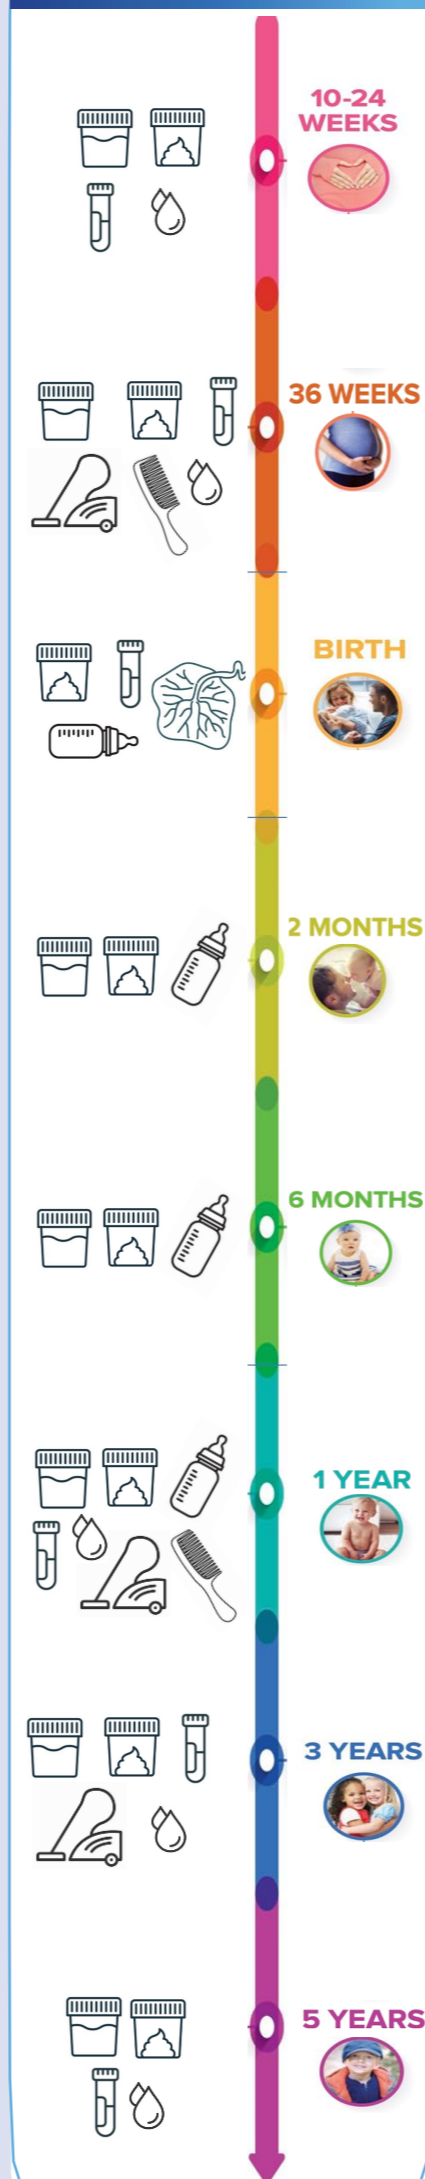 10-24
WEEKS
36 WEEKS
BIRTH
2 MONTHS
6 MONTHS
1 YEAR
3 YEARS
5 YEARS